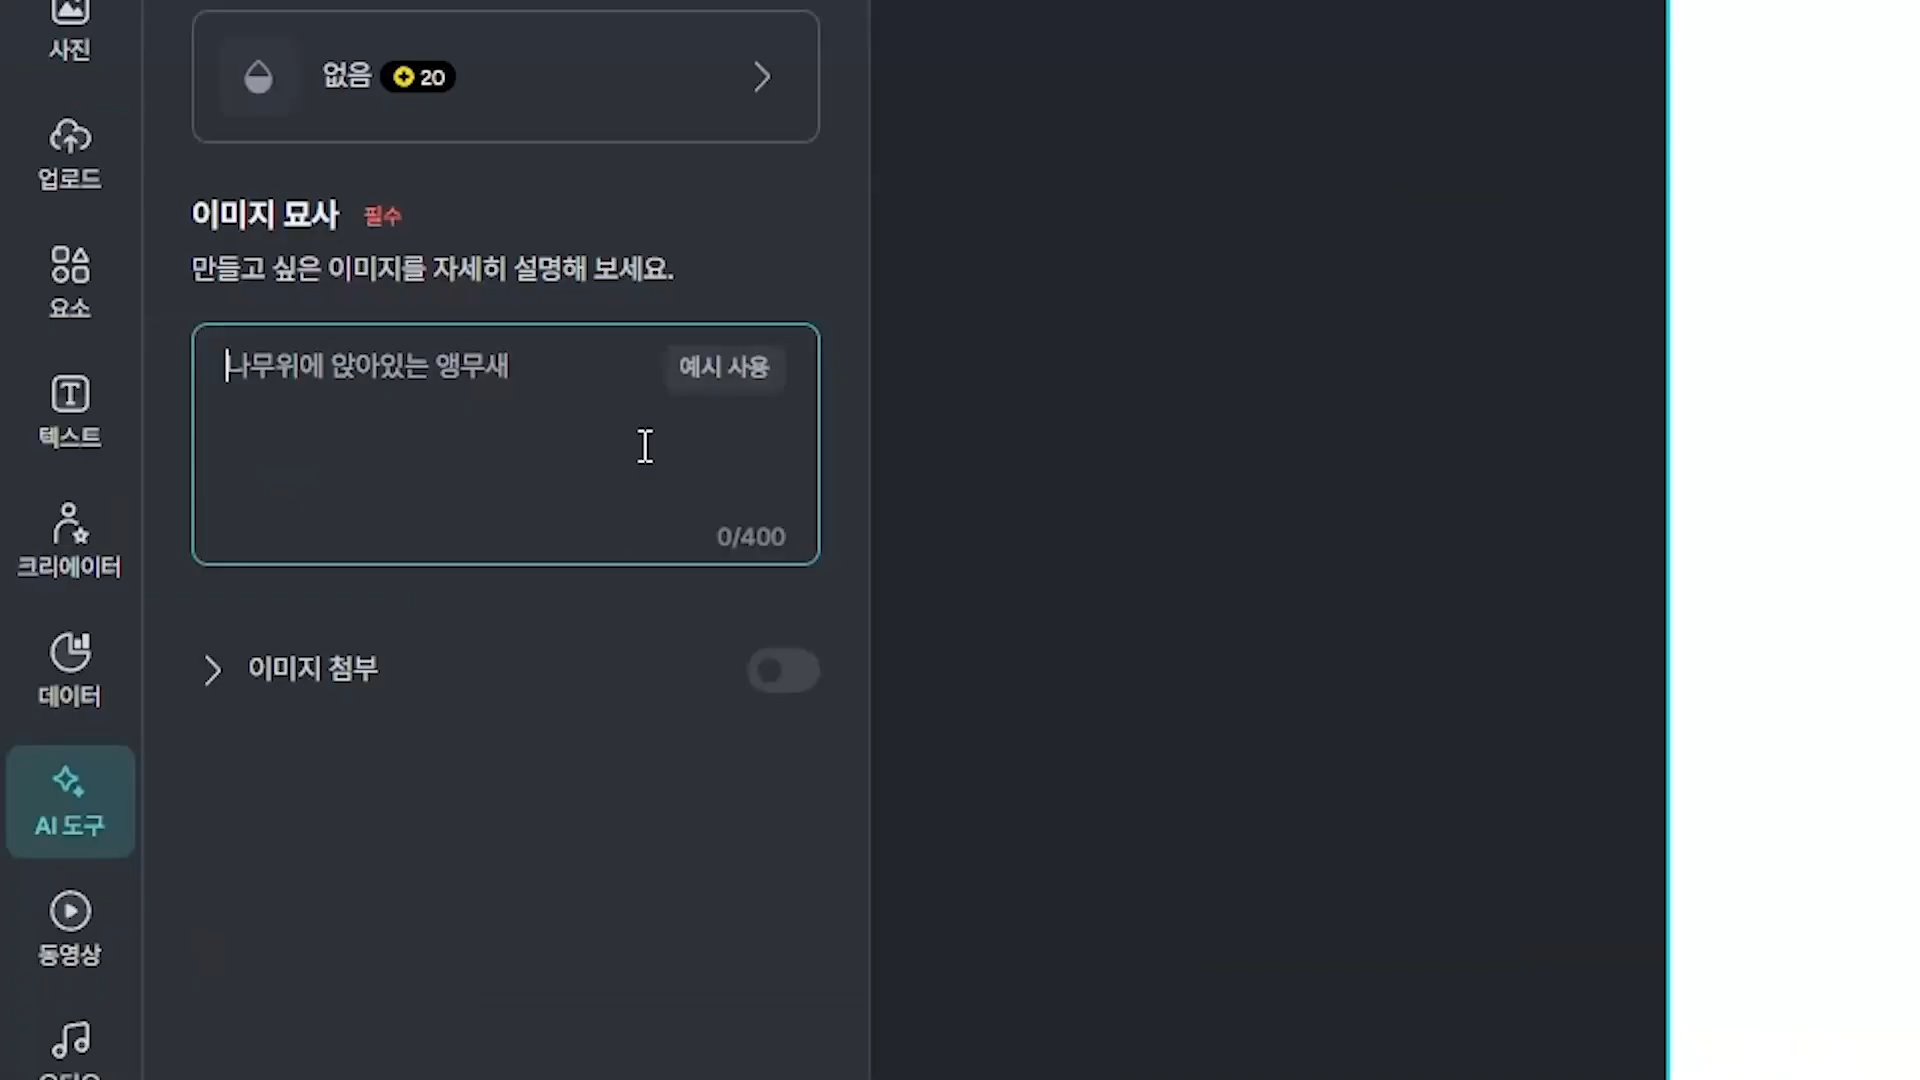 사진
업로드
요소
텍스트
크리에이터
데이터
AI 도구
동영상
없음 20
이미지 묘사 필수
만들고 싶은 이미지를 자세히 설명해 보세요.
나무위에 앉아있는 앵무새 예시 사용
0/400
이미지 첨부